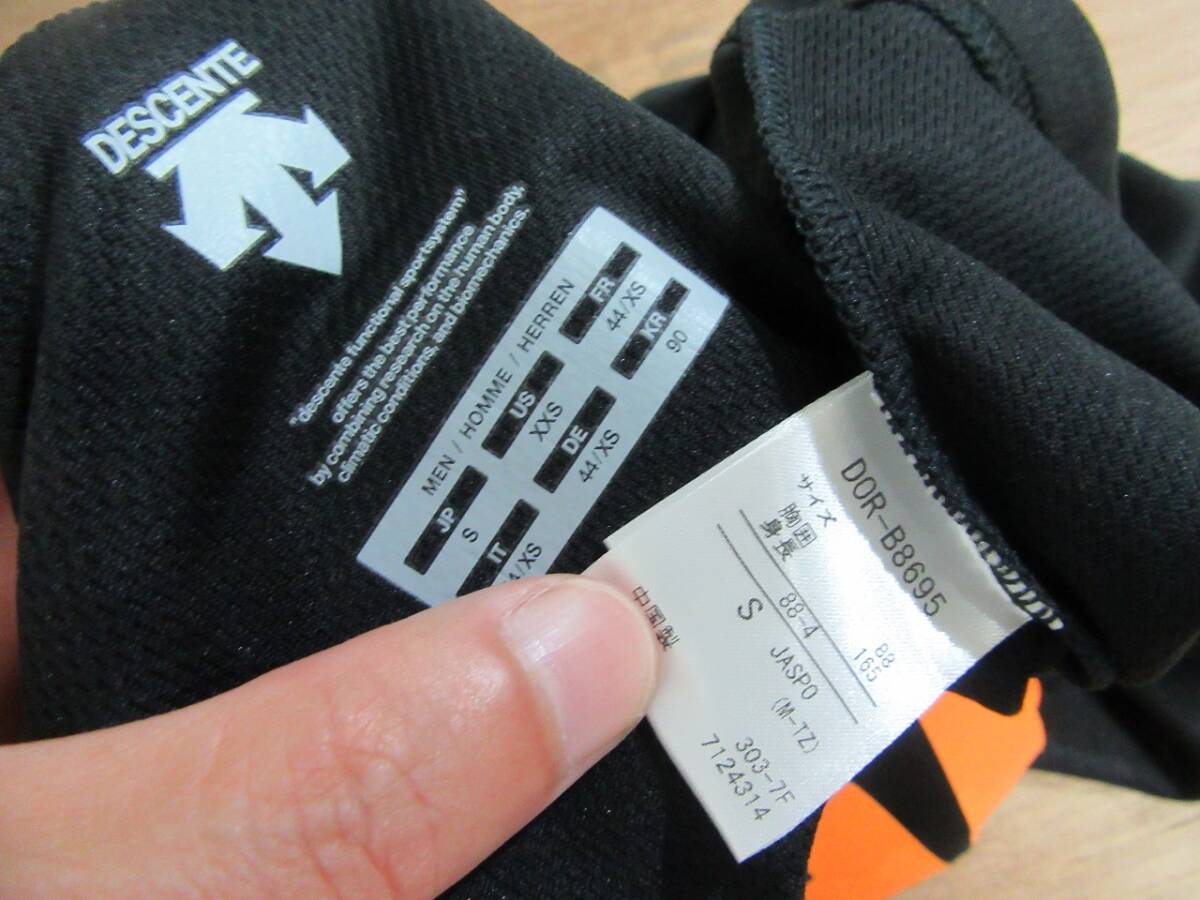 DESCENTE
"descente functional sportsystem"
offers the best performance
by combining research on the human body,
climatic conditions, and biomechanics.
MEN / HOMME / HERREN
JP US FR
S XXS 44/XS
IT DE KR
44/XS 90
DOR-B8695
サイズ
胸囲 88
身長 165
88-4
S JASPO
(M-TZ)
中国製
303-7F
7124314